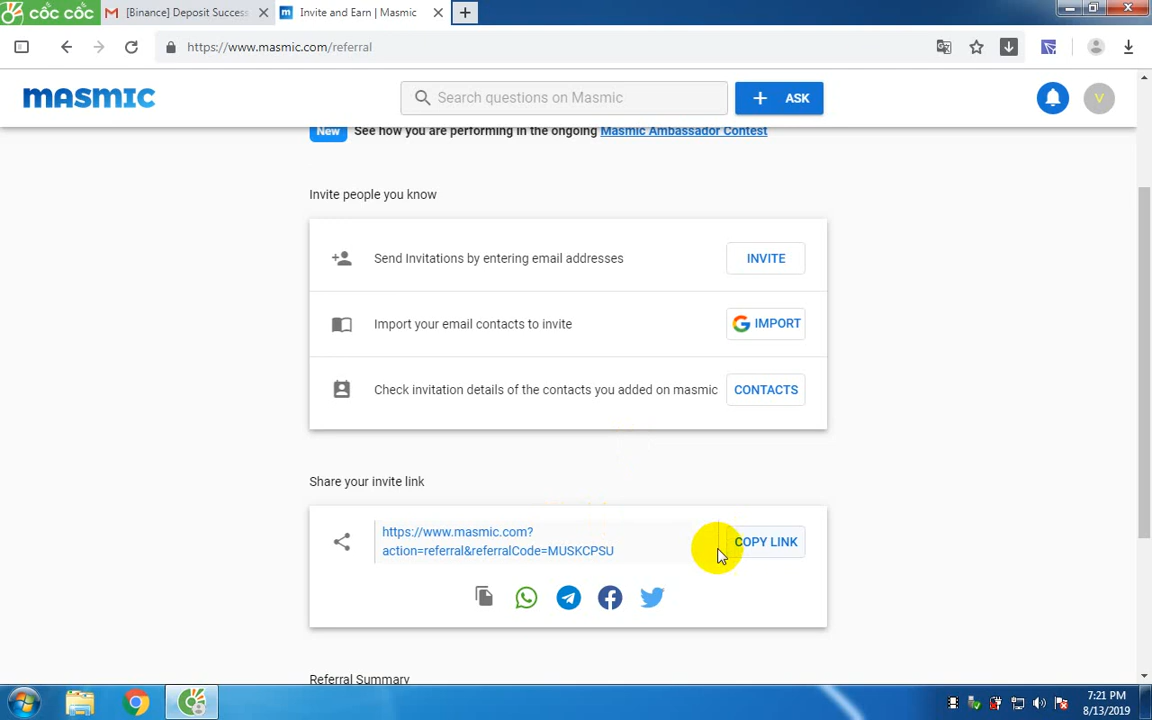 cốc cốc
[Binance] Deposit Success
Invite and Earn | Masmic
https://www.masmic.com/referral
masmic
Search questions on Masmic
+ ASK
V
New See how you are performing in the ongoing Masmic Ambassador Contest
Invite people you know
Send Invitations by entering email addresses
INVITE
Import your email contacts to invite
IMPORT
Check invitation details of the contacts you added on masmic
CONTACTS
Share your invite link
https://www.masmic.com?
action=referral&referralCode=MUSKCPSU
COPY LINK
Referral Summary
7:21 PM
8/13/2019